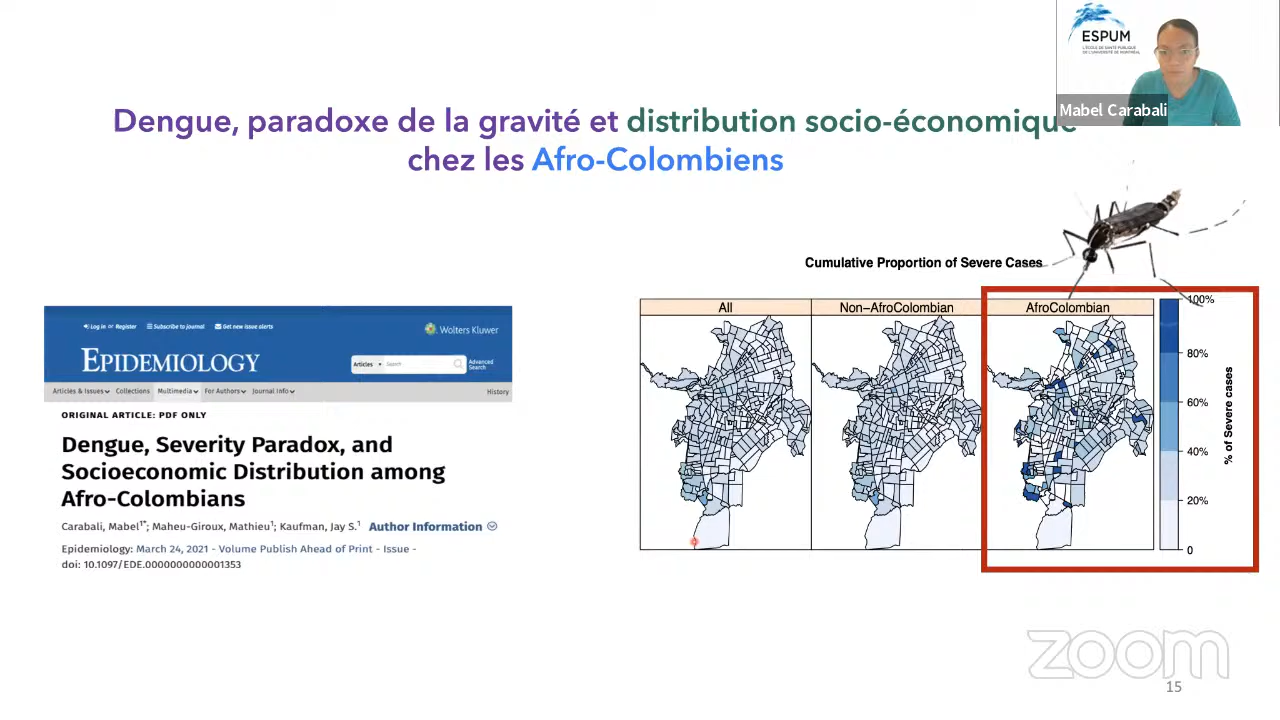 ESPUM
L'ÉCOLE DE SANTÉ PUBLIQUE
DE L'UNIVERSITÉ DE MONTRÉAL
Mabel Carabali
Dengue, paradoxe de la gravité et distribution socio-économique
chez les Afro-Colombiens
Log in or Register
Subscribe to journal
Get new issue alerts
Wolters Kluwer
EPIDEMIOLOGY
Articles
Search
Advanced
Search
Articles & Issues
Collections
Multimedia
For Authors
Journal Info
History
ORIGINAL ARTICLE: PDF ONLY
Dengue, Severity Paradox, and
Socioeconomic Distribution among
Afro-Colombians
Carabali, Mabel1*; Maheu-Giroux, Mathieu1; Kaufman, Jay S.1 Author Information
Epidemiology: March 24, 2021 - Volume Publish Ahead of Print - Issue -
doi: 10.1097/EDE.0000000000001353
Cumulative Proportion of Severe Cases
All
Non−AfroColombian
AfroColombian
100%
80%
60%
40%
20%
0
% of Severe cases
zoom
15